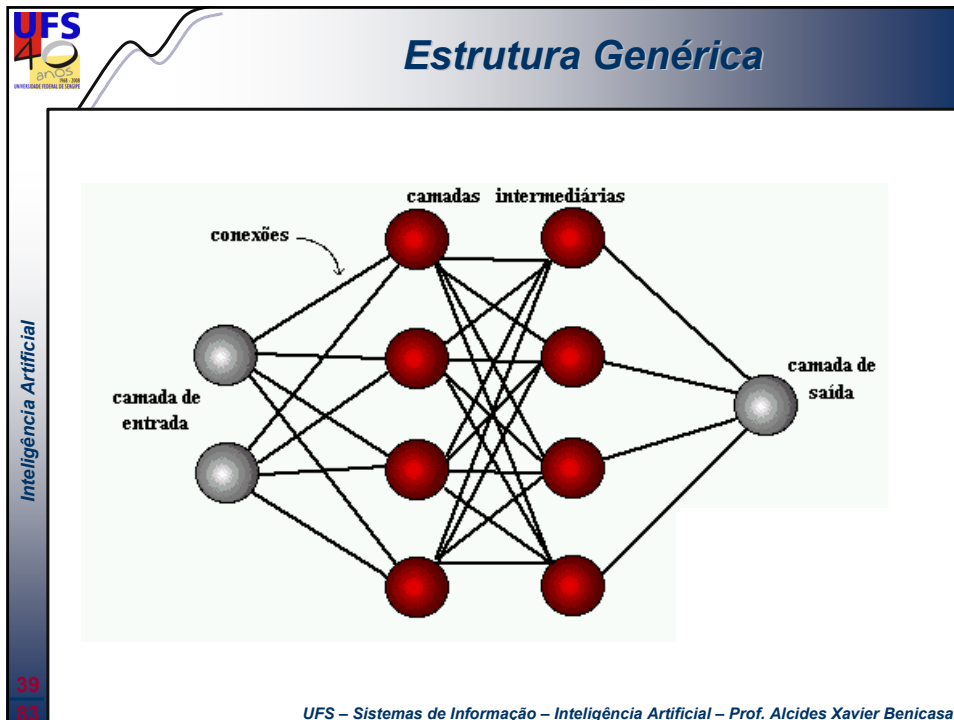 UFS
40
anos
1968 - 2008
UNIVERSIDADE FEDERAL DE SERGIPE
Estrutura Genérica
camadas intermediárias
conexões
camada de
entrada
camada de
saída
Inteligência Artificial
39
83
UFS – Sistemas de Informação – Inteligência Artificial – Prof. Alcides Xavier Benicasa